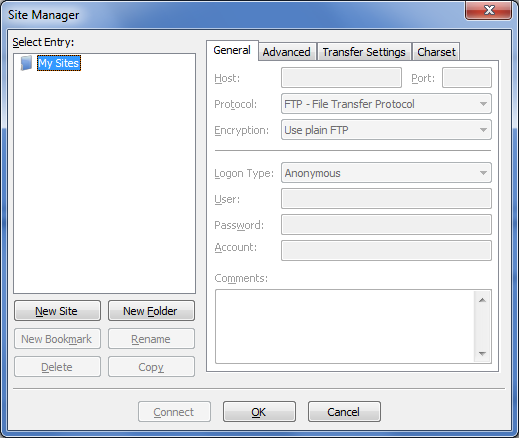 Site Manager
Select Entry:
My Sites
New Site New Folder
New Bookmark Rename
Delete Copy
General Advanced Transfer Settings Charset
Host: Port:
Protocol: FTP - File Transfer Protocol
Encryption: Use plain FTP
Logon Type: Anonymous
User:
Password:
Account:
Comments:
Connect OK Cancel